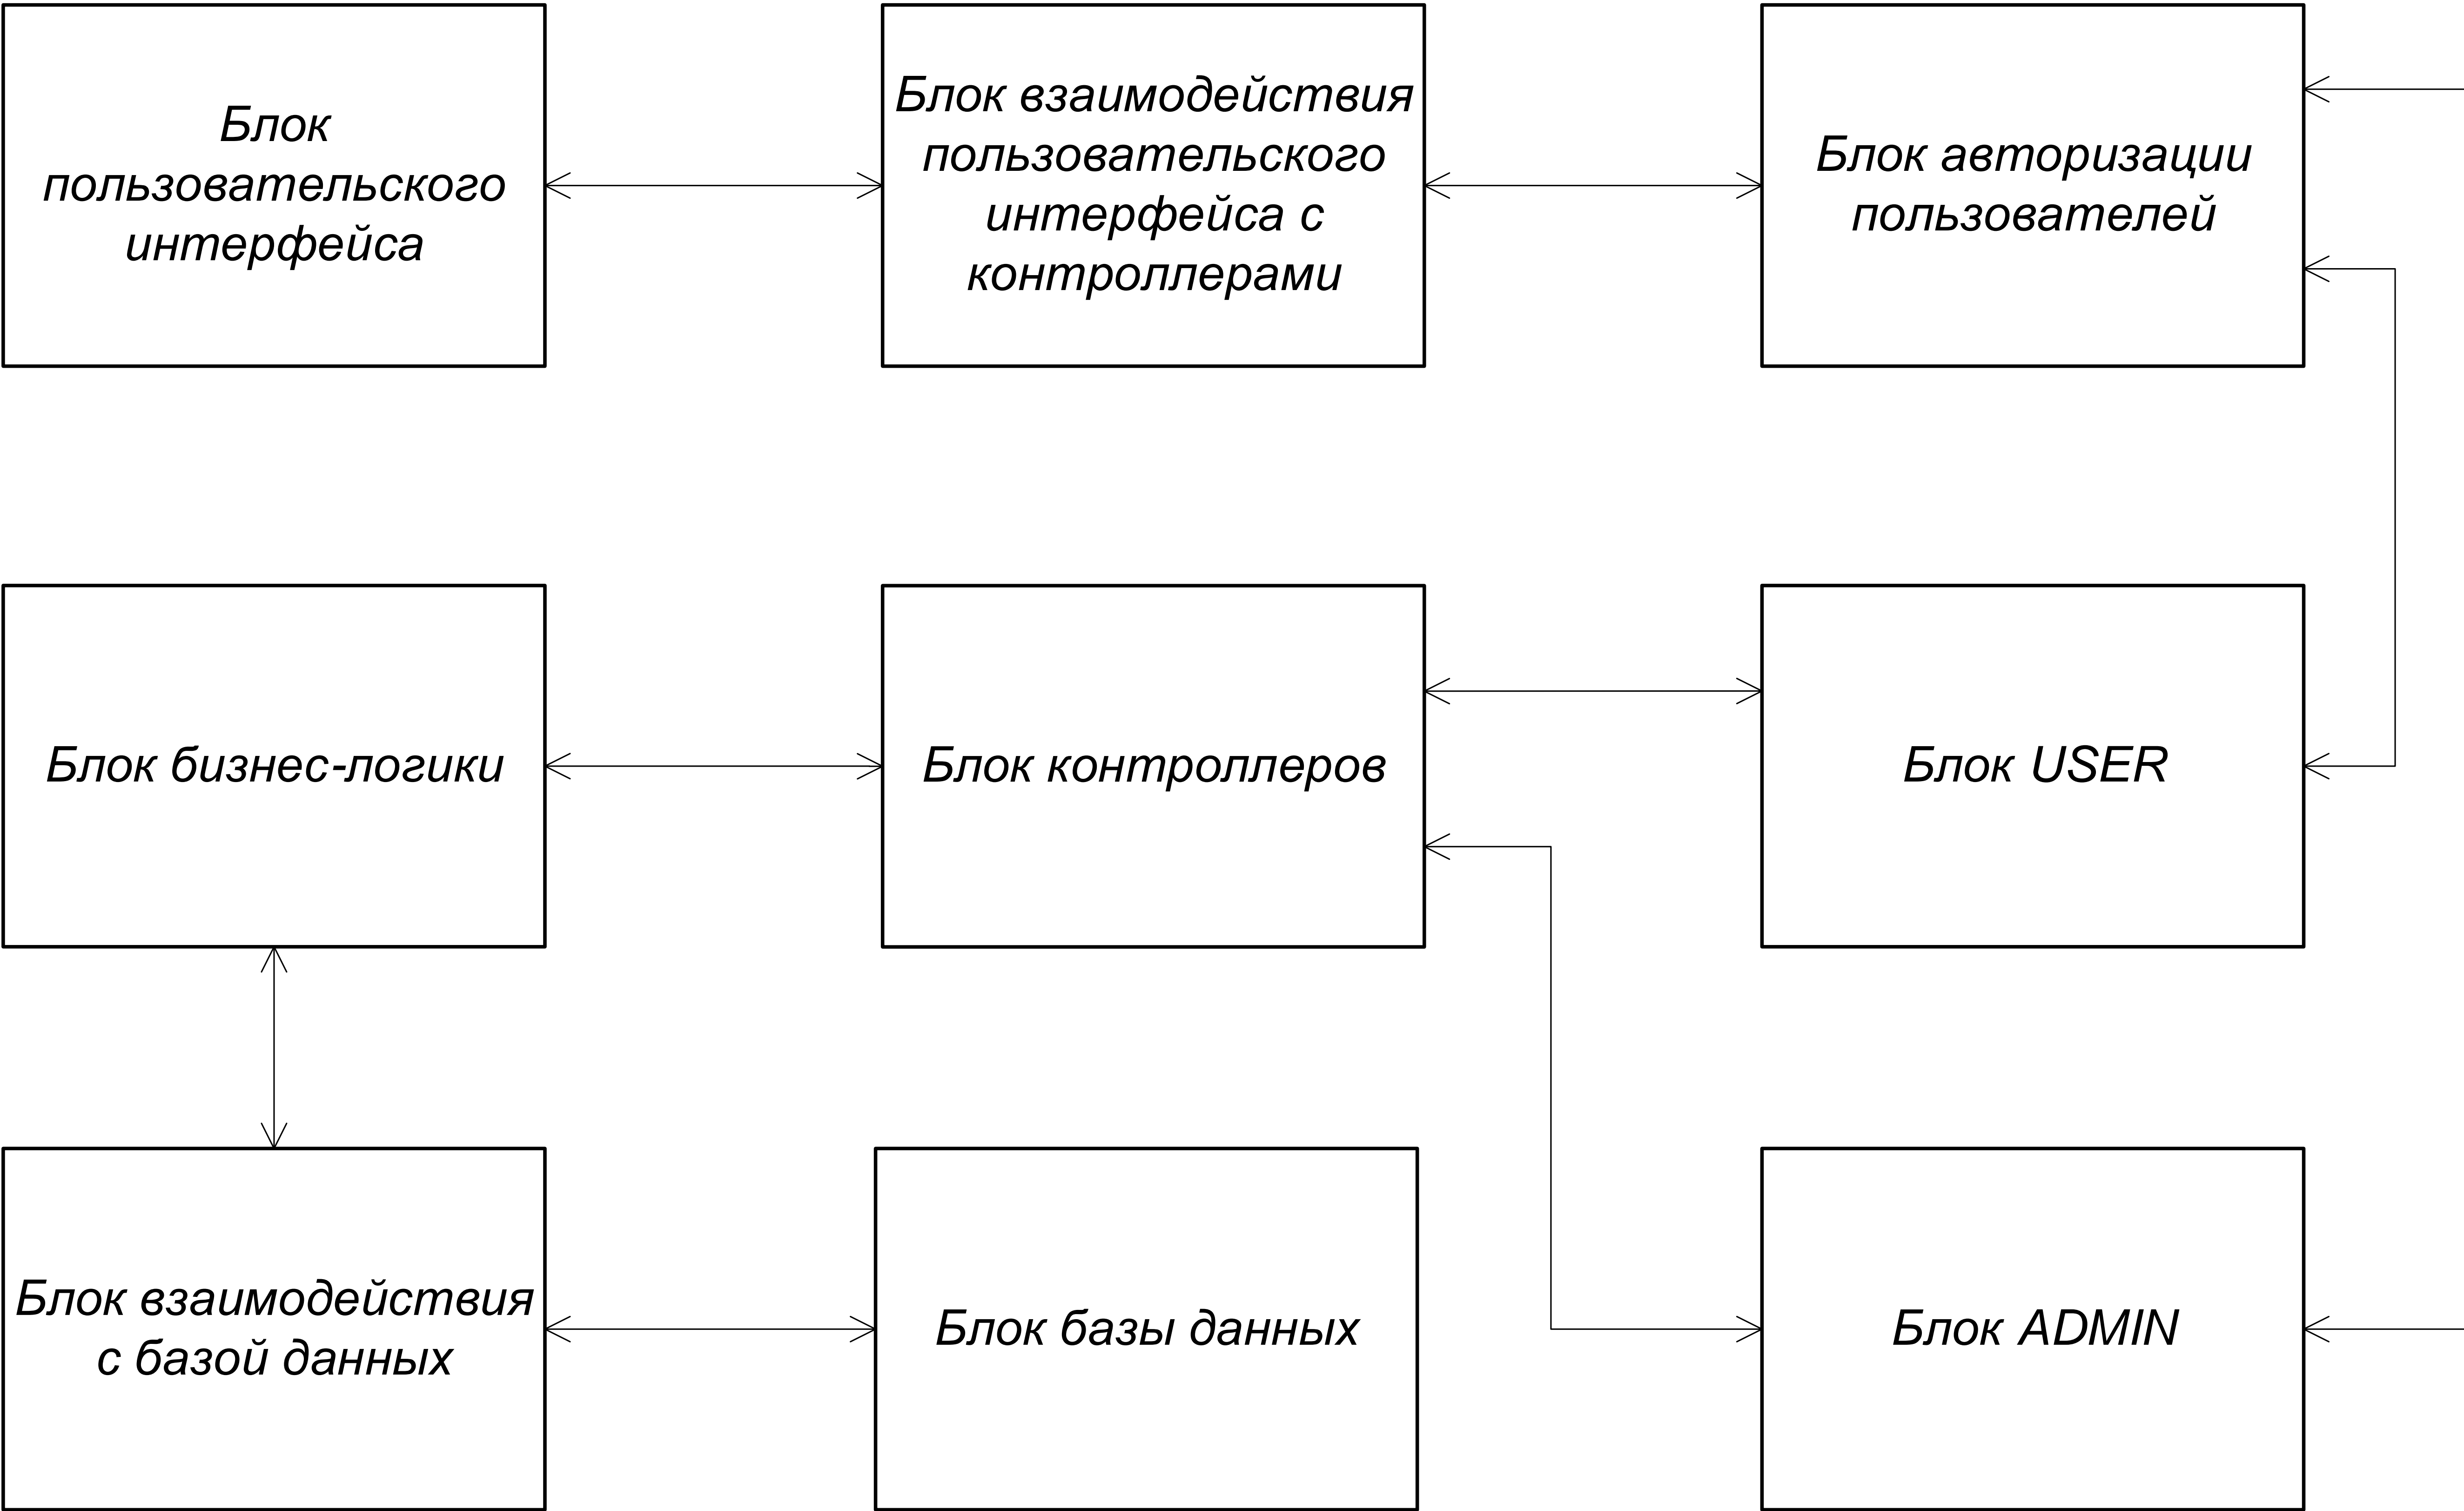 Блок
пользовательского
интерфейса
Блок взаимодействия
пользовательского
интерфейса с
контроллерами
Блок авторизации
пользователей
Блок бизнес-логики
Блок контроллеров
Блок USER
Блок взаимодействия
с базой данных
Блок базы данных
Блок ADMIN